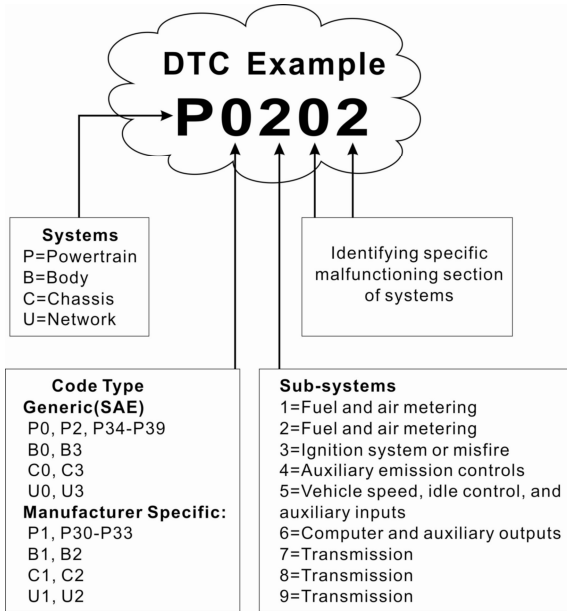 DTC Example
P0202
Systems
P=Powertrain
B=Body
C=Chassis
U=Network
Identifying specific
malfunctioning section
of systems
Code Type
Generic(SAE)
P0, P2, P34-P39
B0, B3
C0, C3
U0, U3
Manufacturer Specific:
P1, P30-P33
B1, B2
C1, C2
U1, U2
Sub-systems
1=Fuel and air metering
2=Fuel and air metering
3=Ignition system or misfire
4=Auxiliary emission controls
5=Vehicle speed, idle control, and
auxiliary inputs
6=Computer and auxiliary outputs
7=Transmission
8=Transmission
9=Transmission